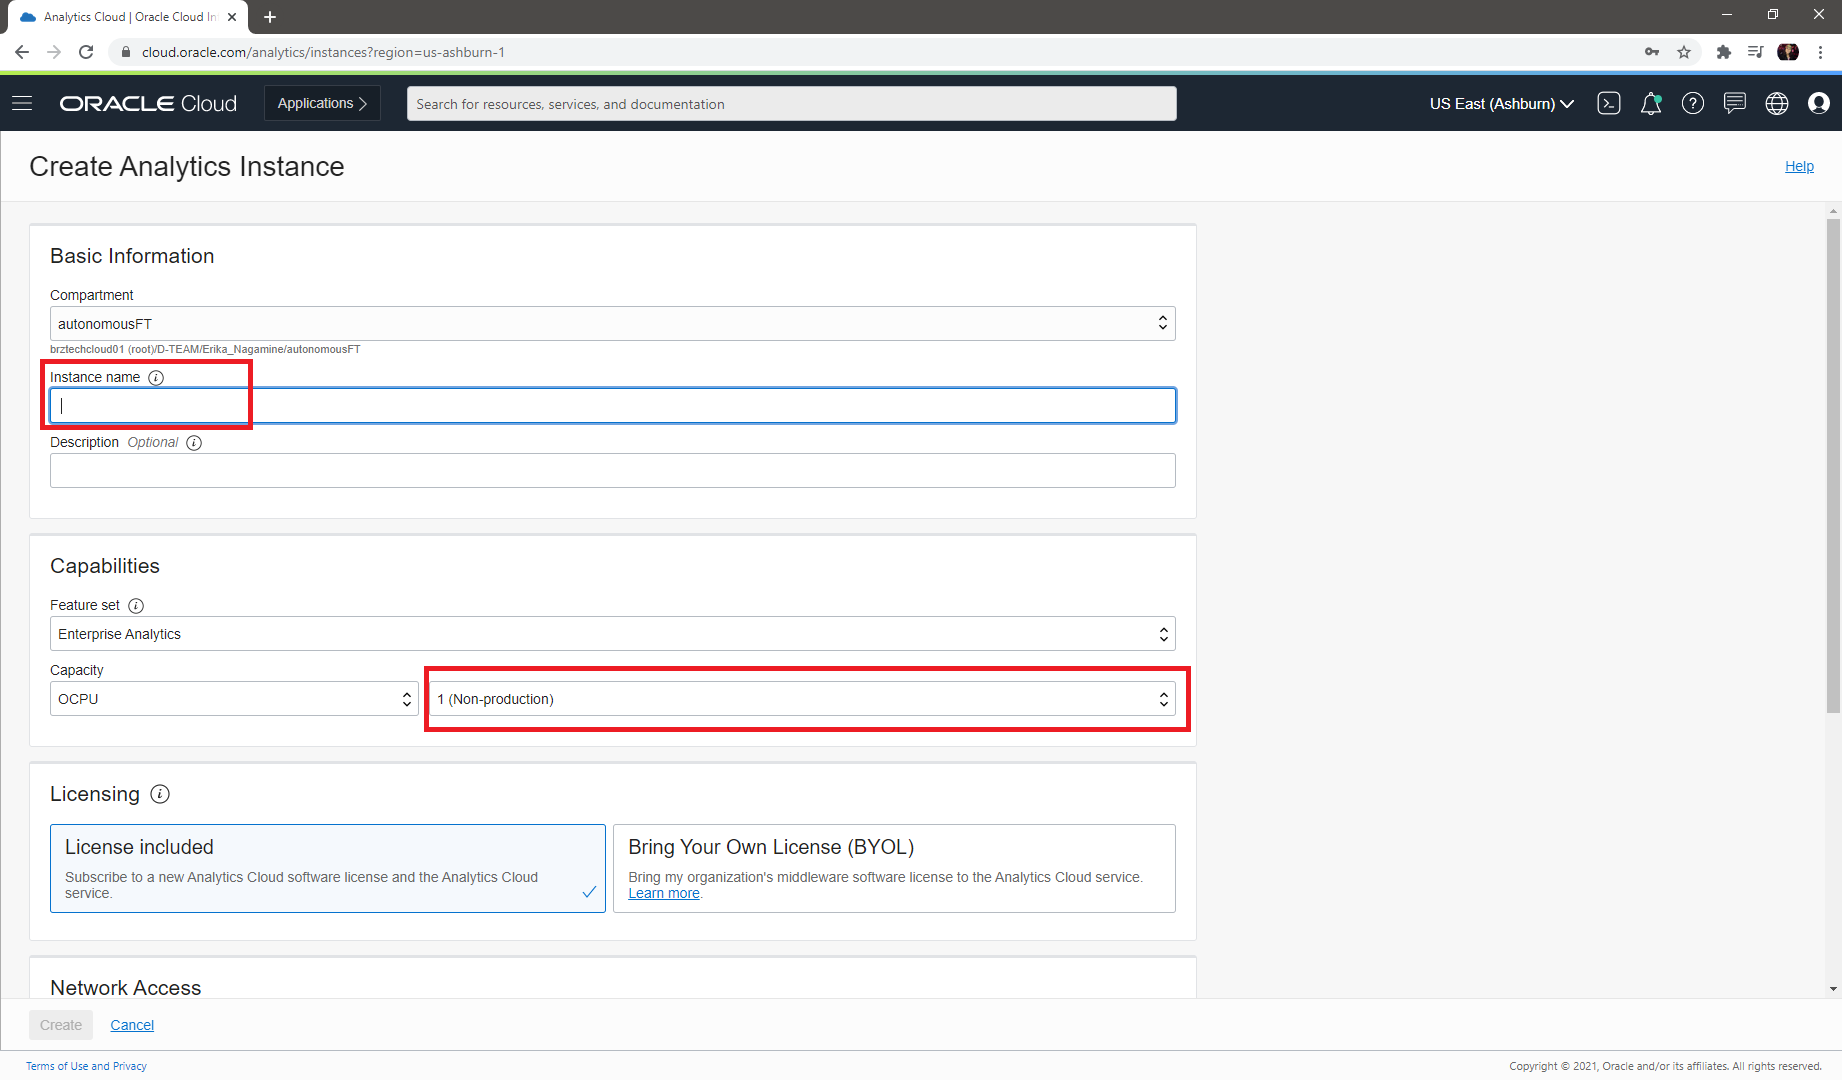 Analytics Cloud | Oracle Cloud In
cloud.oracle.com/analytics/instances?region=us-ashburn-1
ORACLE Cloud
Applications
Search for resources, services, and documentation
US East (Ashburn)
Create Analytics Instance
Help
Basic Information
Compartment
autonomousFT
brztechcloud01 (root)/D-TEAM/Erika_Nagamine/autonomousFT
Instance name
Description Optional
Capabilities
Feature set
Enterprise Analytics
Capacity
OCPU
1 (Non-production)
Licensing
License included
Subscribe to a new Analytics Cloud software license and the Analytics Cloud
service.
Bring Your Own License (BYOL)
Bring my organization's middleware software license to the Analytics Cloud service.
Learn more.
Network Access
Create
Cancel
Terms of Use and Privacy
Copyright © 2021, Oracle and/or its affiliates. All rights reserved.